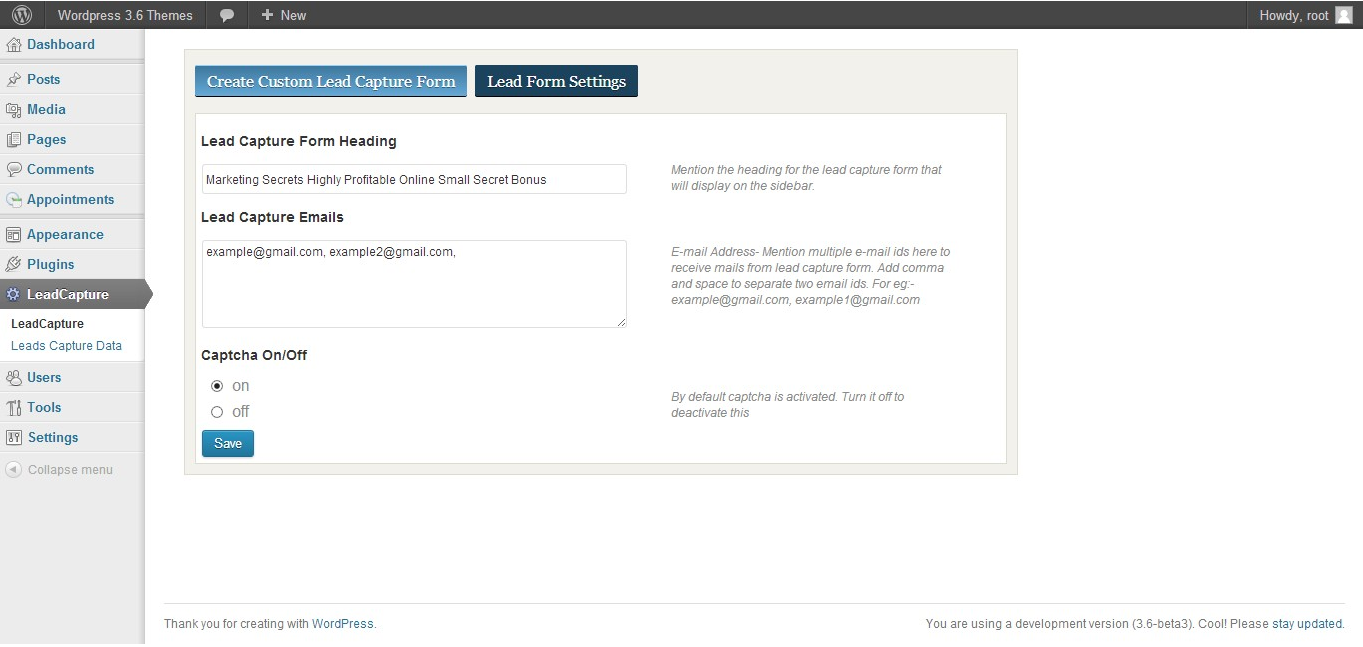 Wordpress 3.6 Themes
New
Howdy, root
Dashboard
Posts
Media
Pages
Comments
Appointments
Appearance
Plugins
LeadCapture
LeadCapture
Leads Capture Data
Users
Tools
Settings
Collapse menu
Create Custom Lead Capture Form
Lead Form Settings
Lead Capture Form Heading
Marketing Secrets Highly Profitable Online Small Secret Bonus
Mention the heading for the lead capture form that
will display on the sidebar.
Lead Capture Emails
example@gmail.com, example2@gmail.com,
E-mail Address- Mention multiple e-mail ids here to
receive mails from lead capture form. Add comma
and space to separate two email ids. For eg:-
example@gmail.com, example1@gmail.com
Captcha On/Off
on
off
By default captcha is activated. Turn it off to
deactivate this
Save
Thank you for creating with WordPress.
You are using a development version (3.6-beta3). Cool! Please stay updated.